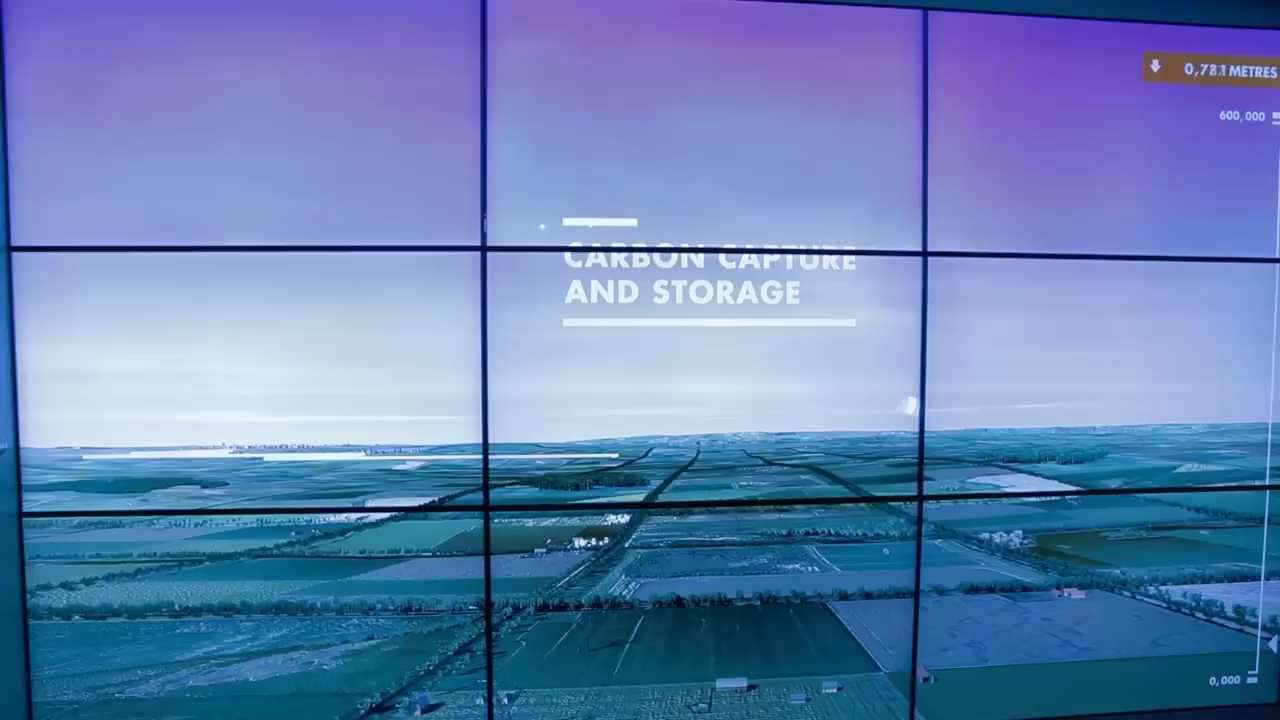 0,781 METRES
600,000
CARBON CAPTURE
AND STORAGE
0,000